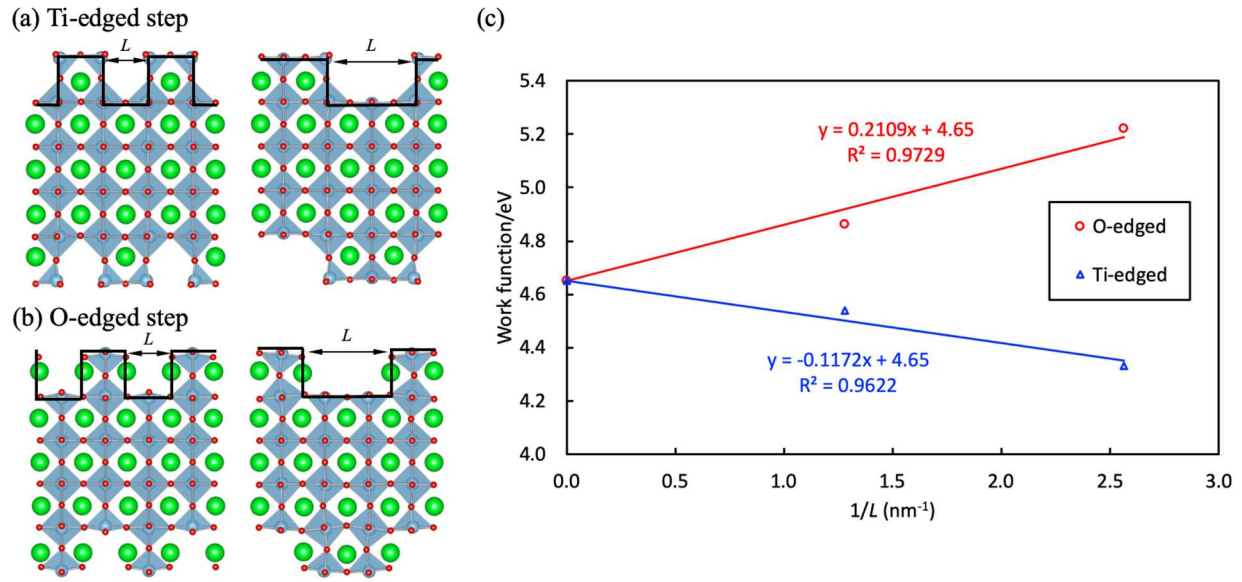 (a) Ti-edged step
L
L
(b) O-edged step
L
L
(c)
5.4
5.2
5.0
4.8
4.6
4.4
4.2
4.0
Work function/eV
y = 0.2109x + 4.65
R² = 0.9729
y = -0.1172x + 4.65
R² = 0.9622
O-edged
Ti-edged
0.0 0.5 1.0 1.5 2.0 2.5 3.0
1/L (nm⁻¹)